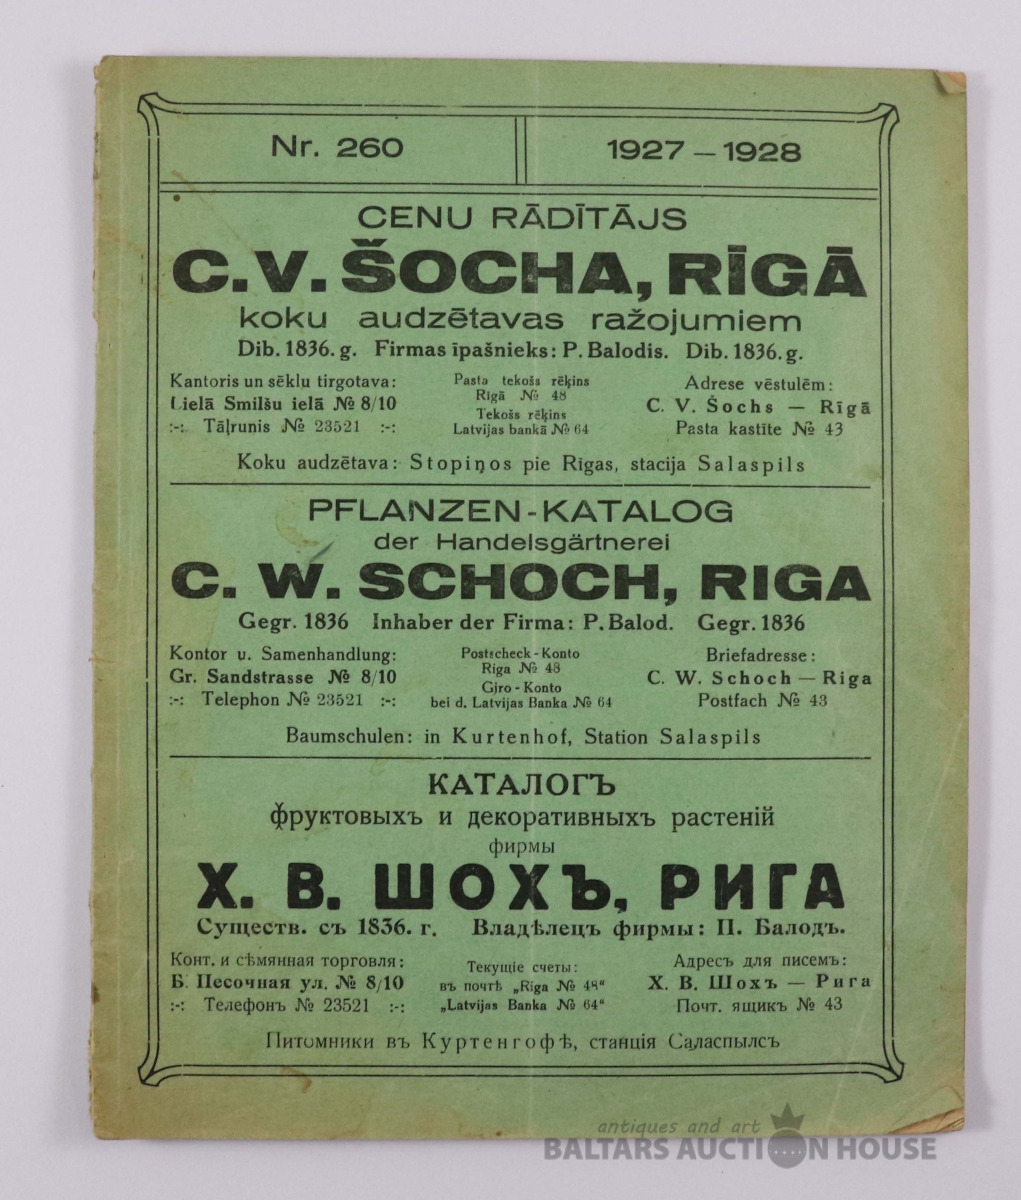 Nr. 260
1927 – 1928
CENU RĀDĪTĀJS
C.V. ŠOCHA, RĪGĀ
koku audzētavas ražojumiem
Dib. 1836. g. Firmas īpašnieks: P. Balodis. Dib. 1836. g.
Kantoris un sēklu tirgotava:
Lielā Smilšu ielā № 8/10
:-: Tāļrunis № 23521 :-:
Pasta tekošs rēķins
Rīgā № 48
Tekošs rēķins
Latvijas bankā № 64
Adrese vēstulēm:
C. V. Šochs — Rīgā
Pasta kastīte № 43
Koku audzētava: Stopiņos pie Rīgas, stacija Salaspils
PFLANZEN-KATALOG
der Handelsgärtnerei
C. W. SCHOCH, RIGA
Gegr. 1836 Inhaber der Firma: P. Balod. Gegr. 1836
Kontor u. Samenhandlung:
Gr. Sandstrasse № 8/10
:-: Telephon № 23521 :-:
Postscheck-Konto
Riga № 48
Giro-Konto
bei d. Latvijas Banka № 64
Briefadresse:
C. W. Schoch — Riga
Postfach № 43
Baumschulen: in Kurtenhof, Station Salaspils
КАТАЛОГЪ
фруктовыхъ и декоративныхъ растеній
фирмы
Х. В. ШОХЪ, РИГА
Существ. съ 1836. г. Владѣлецъ фирмы: П. Балодъ.
Конт. и сѣмянная торговля:
Б. Песочная ул. № 8/10
:-: Телефонъ № 23521 :-:
Текущіе счеты:
въ почтѣ „Rīga № 48“
„Latvijas Banka № 64“
Адресъ для писемъ:
Х. В. Шохъ — Рига
Почт. ящикъ № 43
Питомники въ Куртенгофѣ, станція Саласпылсъ
antiques and art
BALTARS AUCTION HOUSE